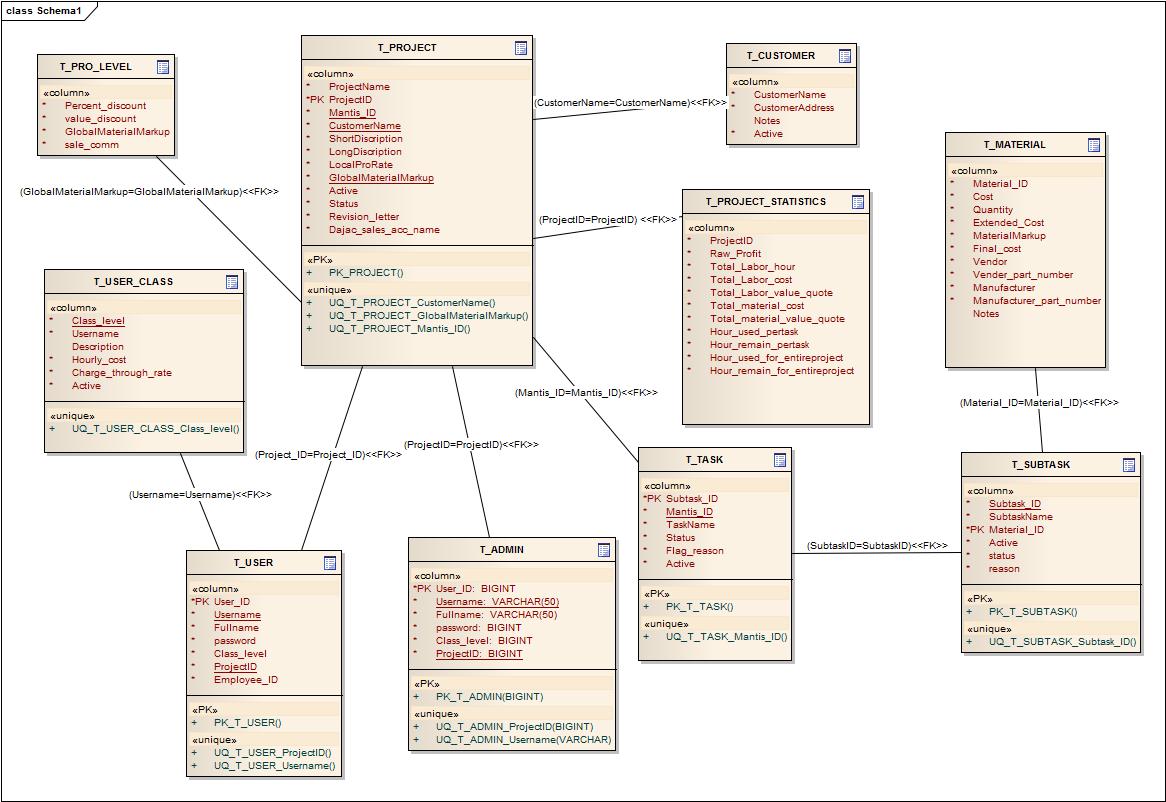 class Schema1
T_PRO_LEVEL
«column»
* Percent_discount
* value_discount
* GlobalMaterialMarkup
* sale_comm
T_PROJECT
«column»
* ProjectName
*PK ProjectID
* Mantis_ID
* CustomerName
* ShortDiscription
* LongDiscription
* LocalProRate
* GlobalMaterialMarkup
* Active
* Status
* Revision_letter
* Dajac_sales_acc_name
«PK»
+ PK_PROJECT()
«unique»
+ UQ_T_PROJECT_CustomerName()
+ UQ_T_PROJECT_GlobalMaterialMarkup()
+ UQ_T_PROJECT_Mantis_ID()
(CustomerName=CustomerName)<<FK>>
T_CUSTOMER
«column»
* CustomerName
* CustomerAddress
Notes
* Active
T_MATERIAL
«column»
* Material_ID
* Cost
* Quantity
* Extended_Cost
* MaterialMarkup
* Final_cost
* Vendor
* Vender_part_number
* Manufacturer
* Manufacturer_part_number
Notes
(GlobalMaterialMarkup=GlobalMaterialMarkup)<<FK>>
(ProjectID=ProjectID) <<FK>>
T_PROJECT_STATISTICS
«column»
* ProjectID
* Raw_Profit
* Total_Labor_hour
* Total_Labor_cost
* Total_Labor_value_quote
* Total_material_cost
* Total_material_value_quote
* Hour_used_pertask
* Hour_remain_pertask
* Hour_used_for_entireproject
* Hour_remain_for_entireproject
T_USER_CLASS
«column»
* Class_level
* Username
Description
* Hourly_cost
* Charge_through_rate
* Active
«unique»
+ UQ_T_USER_CLASS_Class_level()
(Mantis_ID=Mantis_ID)<<FK>>
(Material_ID=Material_ID)<<FK>>
(Project_ID=Project_ID)<<FK>>
(ProjectID=ProjectID)<<FK>>
(Username=Username)<<FK>>
T_USER
«column»
*PK User_ID
* Username
* Fullname
* password
* Class_level
* ProjectID
* Employee_ID
«PK»
+ PK_T_USER()
«unique»
+ UQ_T_USER_ProjectID()
+ UQ_T_USER_Username()
T_ADMIN
«column»
*PK User_ID: BIGINT
* Username: VARCHAR(50)
* Fullname: VARCHAR(50)
* password: BIGINT
* Class_level: BIGINT
* ProjectID: BIGINT
«PK»
+ PK_T_ADMIN(BIGINT)
«unique»
+ UQ_T_ADMIN_ProjectID(BIGINT)
+ UQ_T_ADMIN_Username(VARCHAR)
T_TASK
«column»
*PK Subtask_ID
* Mantis_ID
* TaskName
* Status
* Flag_reason
* Active
«PK»
+ PK_T_TASK()
«unique»
+ UQ_T_TASK_Mantis_ID()
(SubtaskID=SubtaskID)<<FK>>
T_SUBTASK
«column»
* Subtask_ID
* SubtaskName
*PK Material_ID
* Active
* status
* reason
«PK»
+ PK_T_SUBTASK()
«unique»
+ UQ_T_SUBTASK_Subtask_ID()